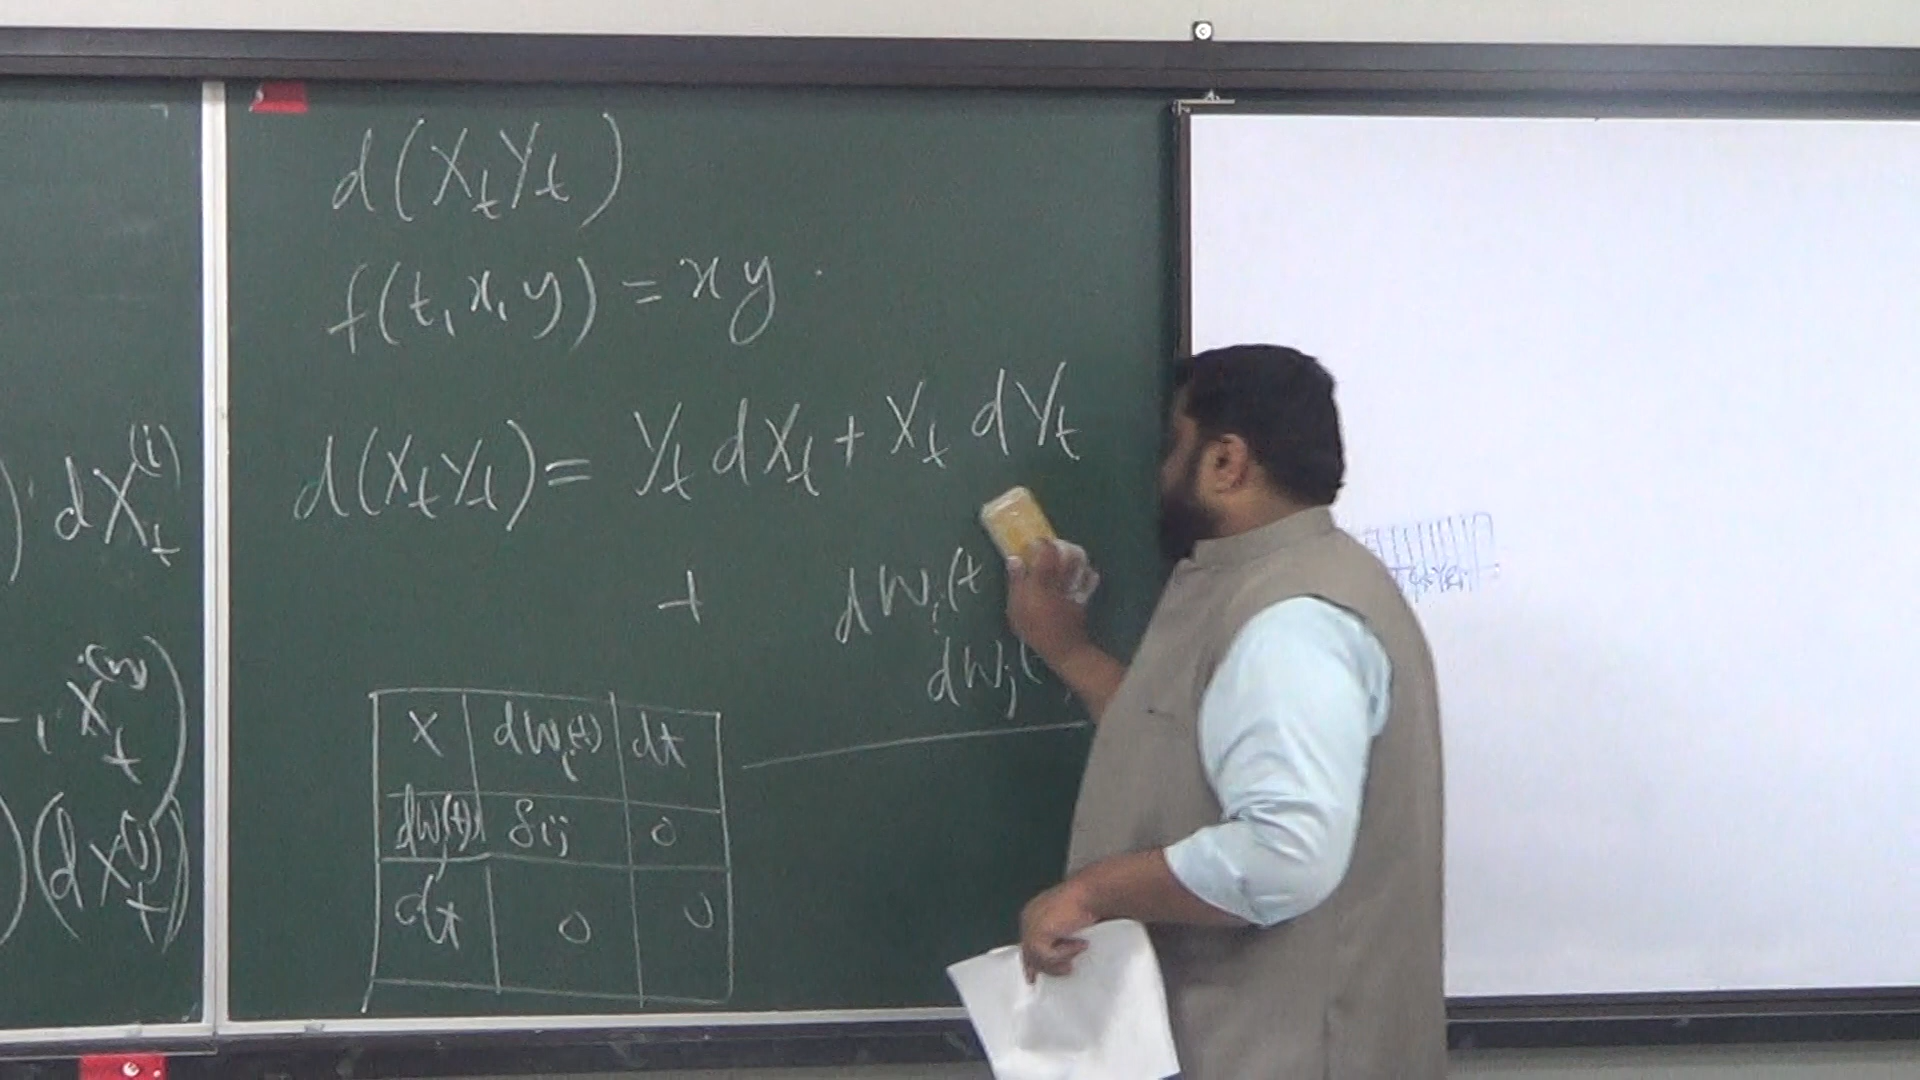 dX_t^(i)
, X_t^(n))
)(dX_t^(j))
d(X_t Y_t)
f(t, x, y) = xy.
d(X_t Y_t) = Y_t dX_t + X_t dY_t
+ dW_i(t
dW_j(
X dW_i(t) dt
dW_j(t) δ_ij 0
dt 0 0